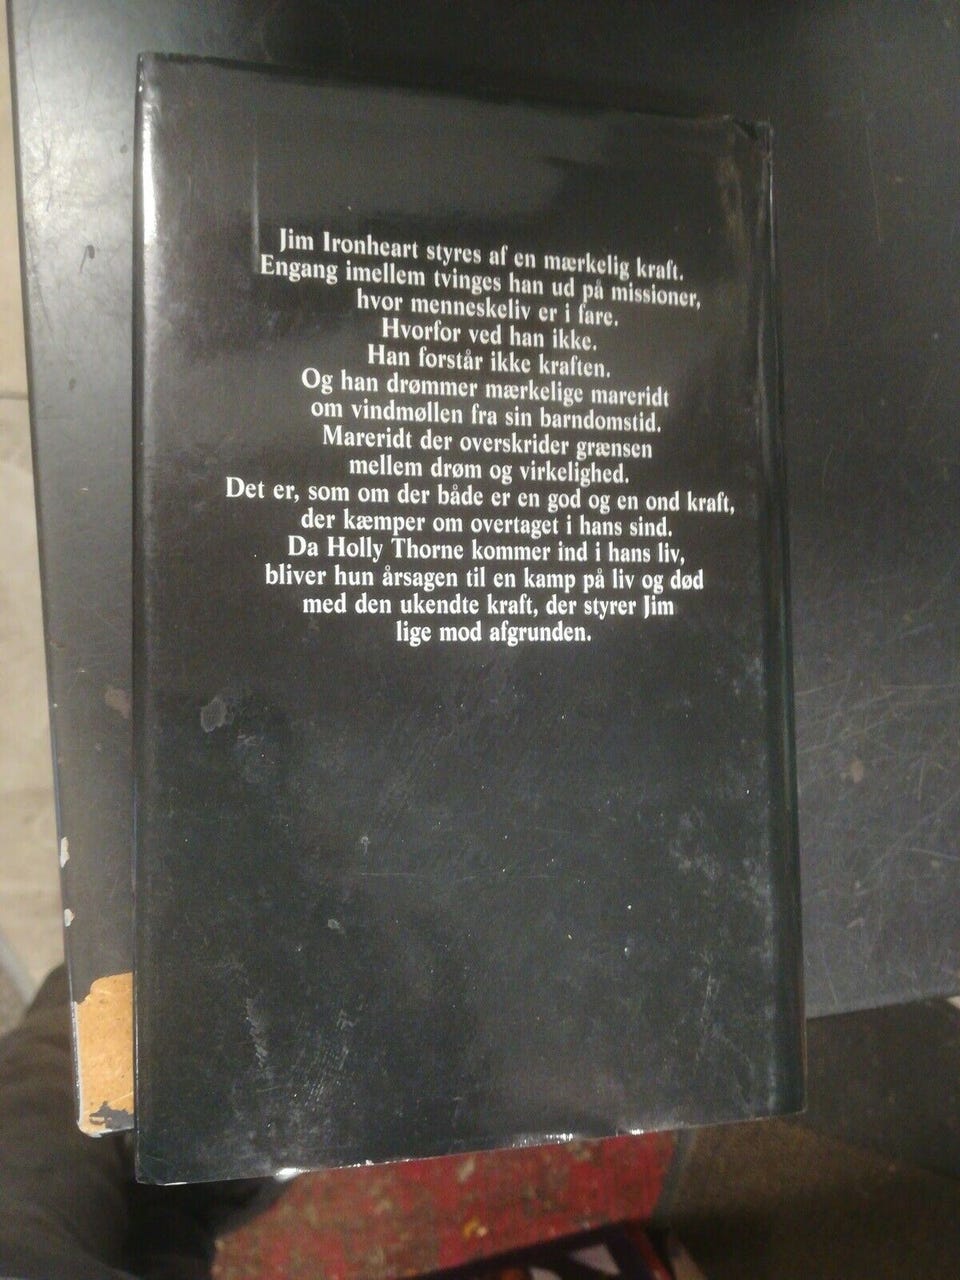 Jim Ironheart styres af en mærkelig kraft.
Engang imellem tvinges han ud på missioner,
hvor menneskeliv er i fare.
Hvorfor ved han ikke.
Han forstår ikke kraften.
Og han drømmer mærkelige mareridt
om vindmøllen fra sin barndomstid.
Mareridt der overskrider grænsen
mellem drøm og virkelighed.
Det er, som om der både er en god og en ond kraft,
der kæmper om overtaget i hans sind.
Da Holly Thorne kommer ind i hans liv,
bliver hun årsagen til en kamp på liv og død
med den ukendte kraft, der styrer Jim
lige mod afgrunden.